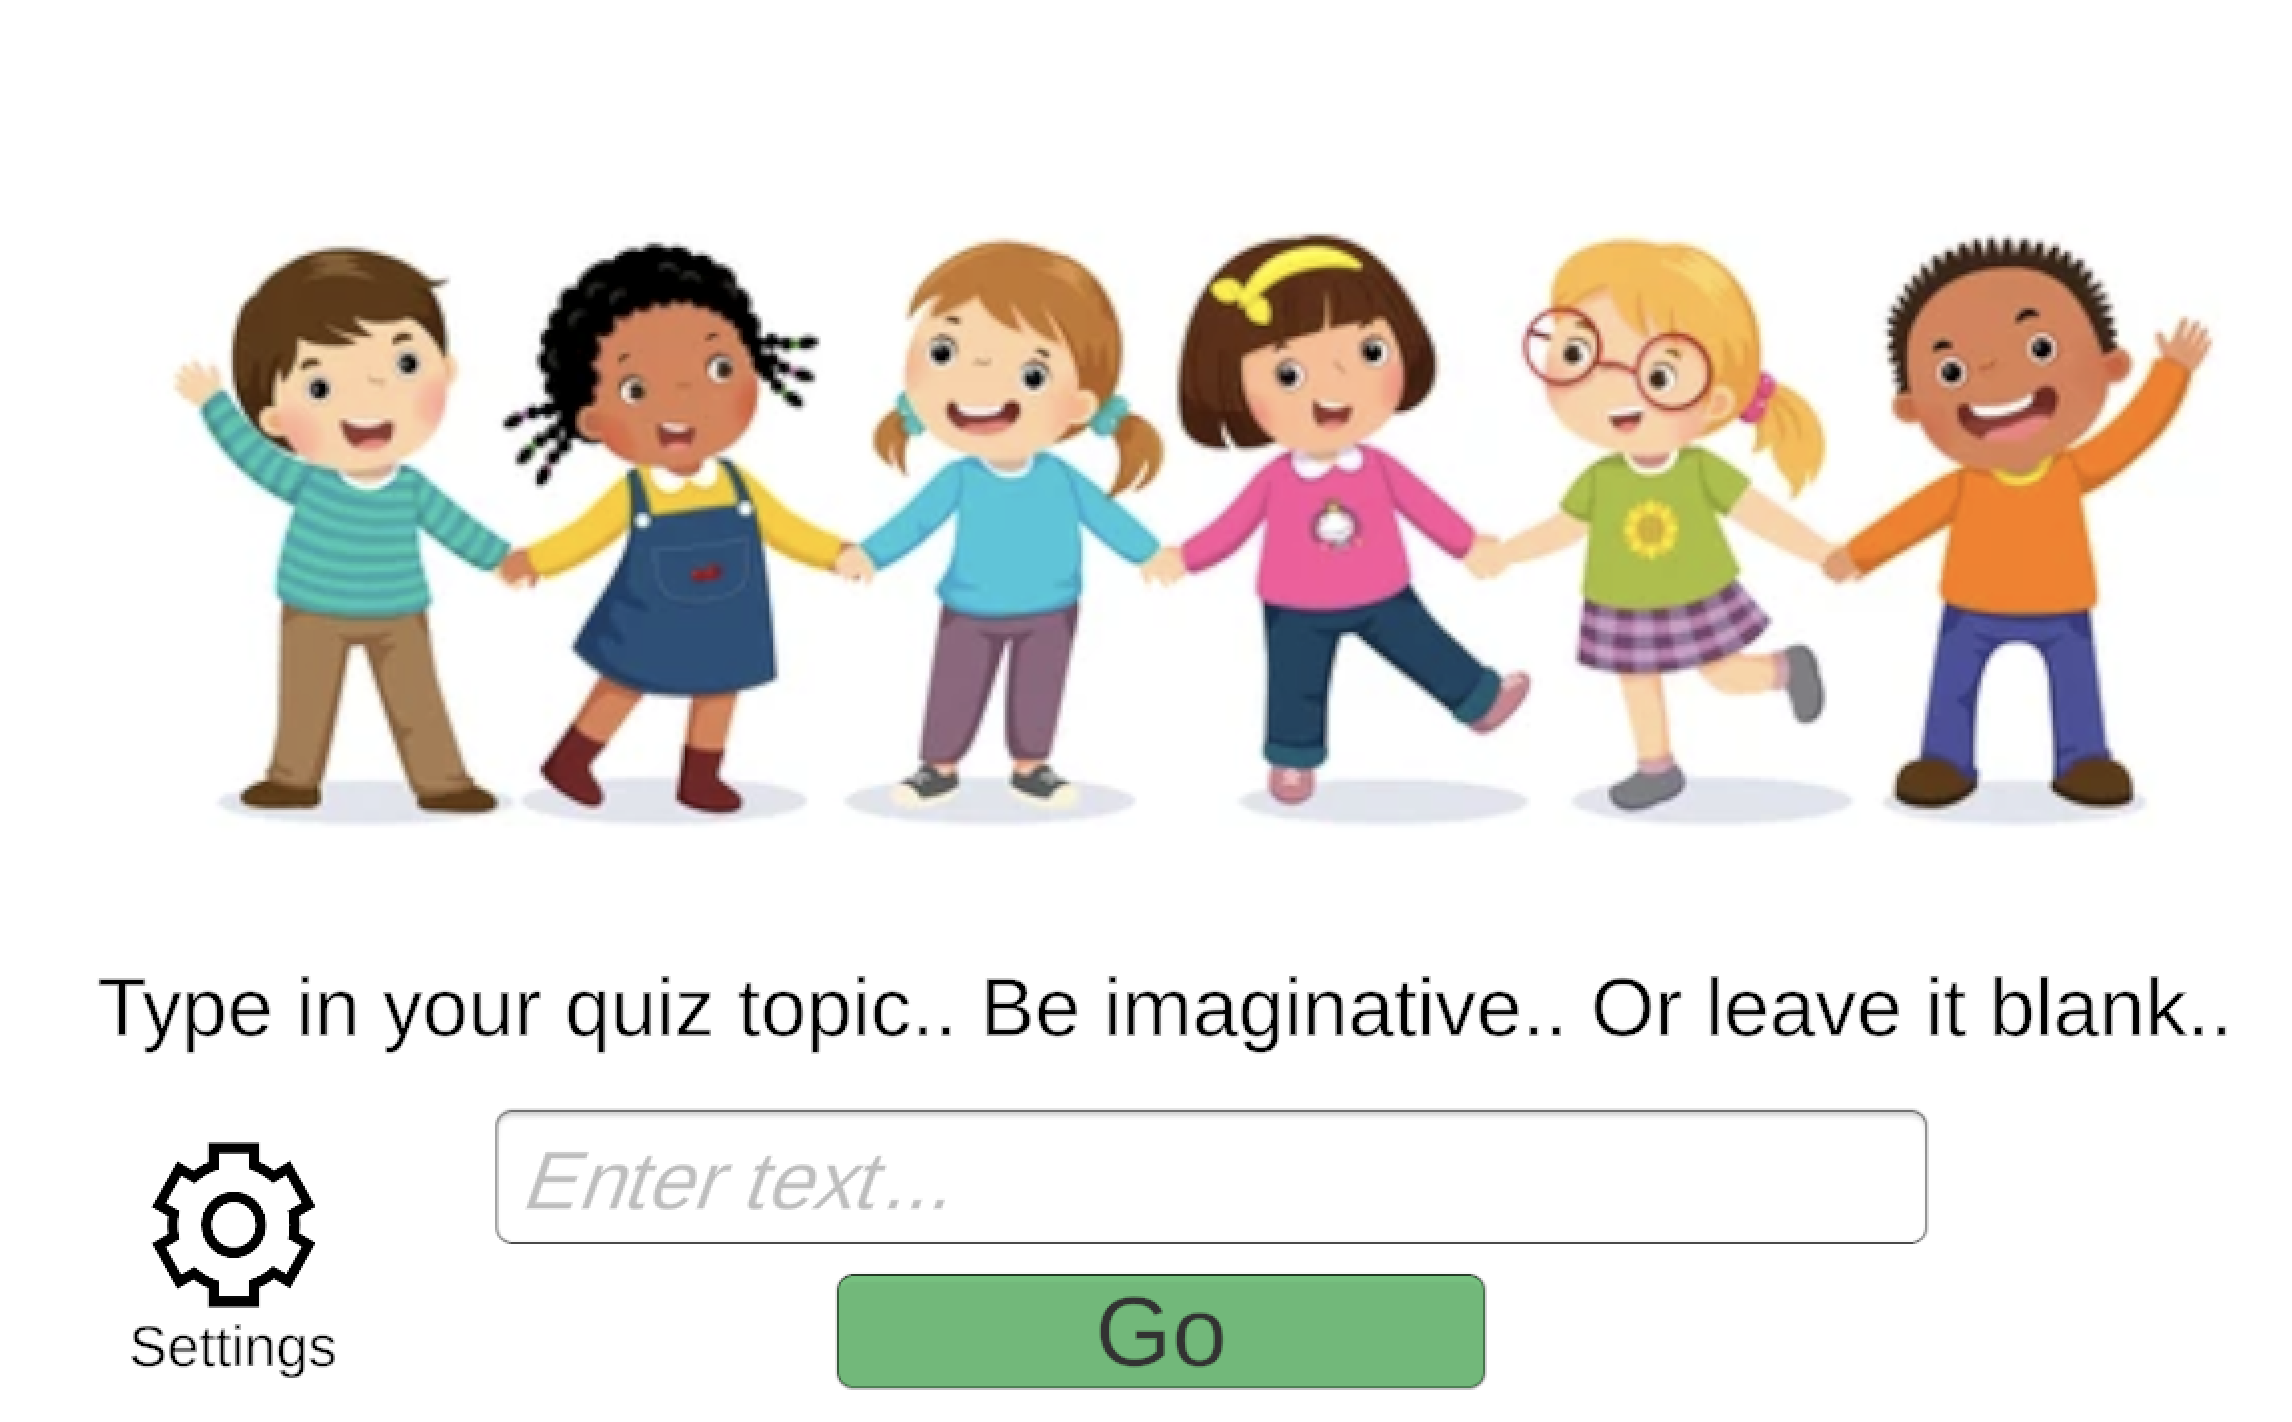 Type in your quiz topic.. Be imaginative.. Or leave it blank..
Enter text...
Go
Settings